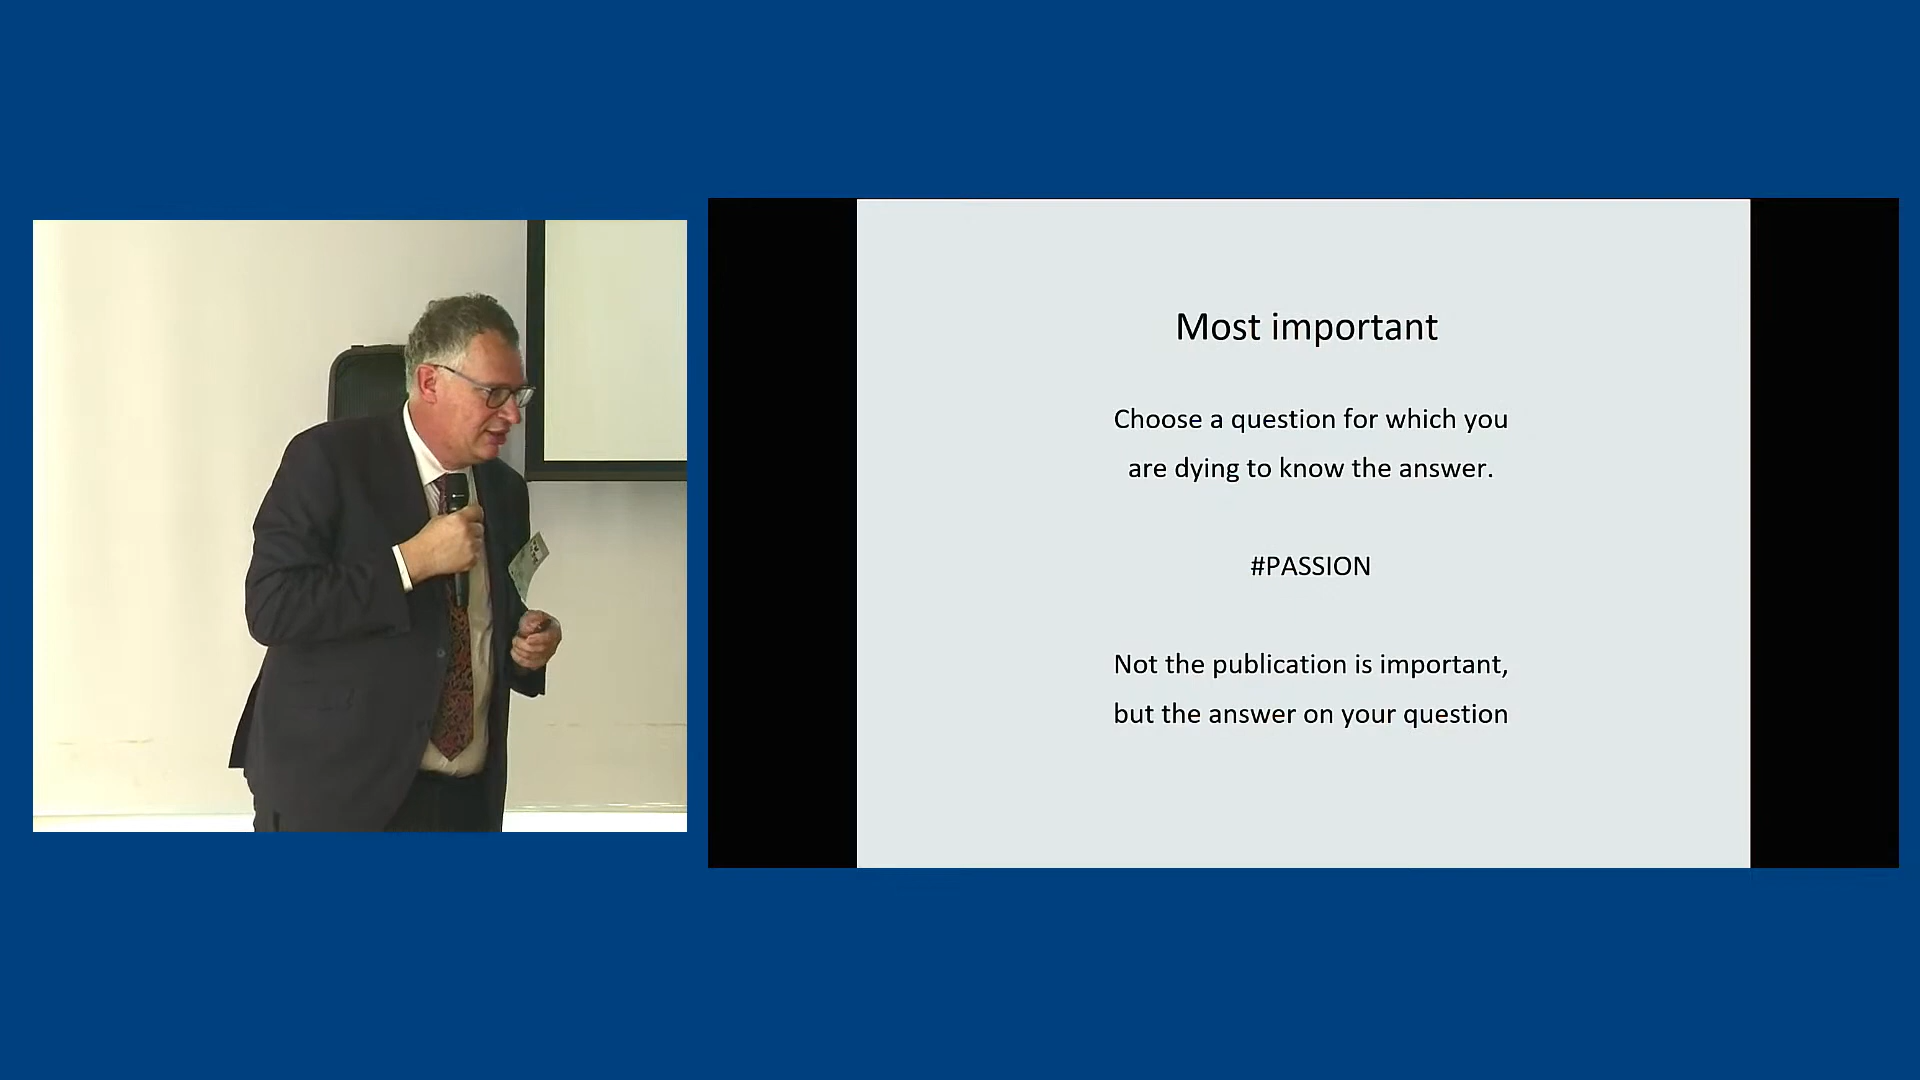 Most important
Choose a question for which you
are dying to know the answer.
#PASSION
Not the publication is important,
but the answer on your question